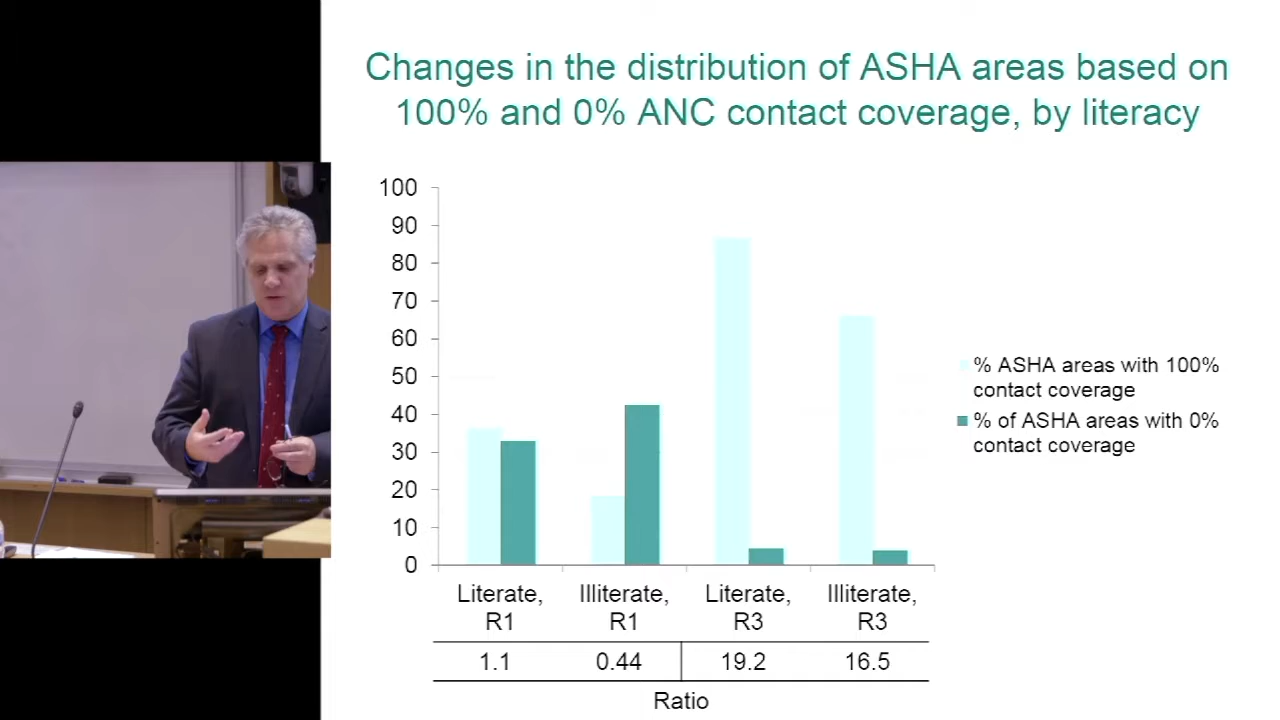 Changes in the distribution of ASHA areas based on
100% and 0% ANC contact coverage, by literacy
100
90
80
70
60
50
40
30
20
10
0
% ASHA areas with 100%
contact coverage
% of ASHA areas with 0%
contact coverage
Literate, R1
Illiterate, R1
Literate, R3
Illiterate, R3
1.1 0.44 19.2 16.5
Ratio